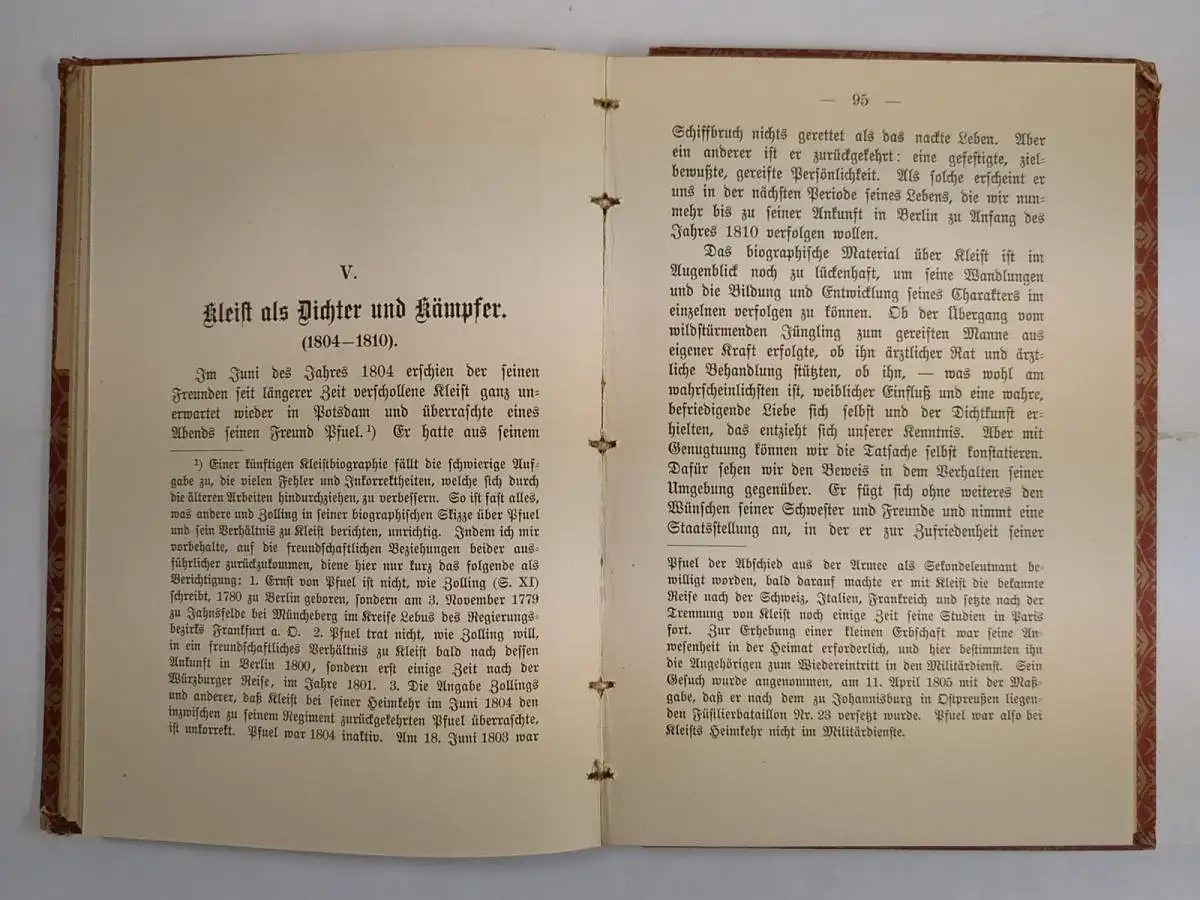 V.
Kleist als Dichter und Kämpfer.
(1804—1810).
Im Juni des Jahres 1804 erschien der seinen
Freunden seit längerer Zeit verschollene Kleist ganz un-
erwartet wieder in Potsdam und überraschte eines
Abends seinen Freund Pfuel.¹) Er hatte aus seinem
¹) Einer künftigen Kleistbiographie fällt die schwierige Auf-
gabe zu, die vielen Fehler und Inkorrektheiten, welche sich durch
die älteren Arbeiten hindurchziehen, zu verbessern. So ist fast alles,
was andere und Zolling in seiner biographischen Skizze über Pfuel
und sein Verhältnis zu Kleist berichten, unrichtig. Indem ich mir
vorbehalte, auf die freundschaftlichen Beziehungen beider aus-
führlicher zurückzukommen, diene hier nur kurz das folgende als
Berichtigung: 1. Ernst von Pfuel ist nicht, wie Zolling (S. XI)
schreibt, 1780 zu Berlin geboren, sondern am 3. November 1779
zu Jahnsfelde bei Müncheberg im Kreise Lebus des Regierungs-
bezirks Frankfurt a. O. 2. Pfuel trat nicht, wie Zolling will,
in ein freundschaftliches Verhältnis zu Kleist bald nach dessen
Ankunft in Berlin 1800, sondern erst einige Zeit nach der
Würzburger Reise, im Jahre 1801. 3. Die Angabe Zollings
und anderer, daß Kleist bei seiner Heimkehr im Juni 1804 den
inzwischen zu seinem Regiment zurückgekehrten Pfuel überraschte,
ist unkorrekt. Pfuel war 1804 inaktiv. Am 18. Juni 1803 war
— 95 —
Schiffbruch nichts gerettet als das nackte Leben. Aber
ein anderer ist er zurückgekehrt: eine gefestigte, ziel-
bewußte, gereifte Persönlichkeit. Als solche erscheint er
uns in der nächsten Periode seines Lebens, die wir nun-
mehr bis zu seiner Ankunft in Berlin zu Anfang des
Jahres 1810 verfolgen wollen.
Das biographische Material über Kleist ist im
Augenblick noch zu lückenhaft, um seine Wandlungen
und die Bildung und Entwicklung seines Charakters im
einzelnen verfolgen zu können. Ob der Übergang vom
wildstürmenden Jüngling zum gereiften Manne aus
eigener Kraft erfolgte, ob ihn ärztlicher Rat und ärzt-
liche Behandlung stützten, ob ihn, — was wohl am
wahrscheinlichsten ist, weiblicher Einfluß und eine wahre,
befriedigende Liebe sich selbst und der Dichtkunst er-
hielten, das entzieht sich unserer Kenntnis. Aber mit
Genugtuung können wir die Tatsache selbst konstatieren.
Dafür sehen wir den Beweis in dem Verhalten seiner
Umgebung gegenüber. Er fügt sich ohne weiteres den
Wünschen seiner Schwester und Freunde und nimmt eine
Staatsstellung an, in der er zur Zufriedenheit seiner
Pfuel der Abschied aus der Armee als Sekondeleutnant be-
willigt worden, bald darauf machte er mit Kleist die bekannte
Reise nach der Schweiz, Italien, Frankreich und setzte nach der
Trennung von Kleist noch einige Zeit seine Studien in Paris
fort. Zur Erhebung einer kleinen Erbschaft war seine An-
wesenheit in der Heimat erforderlich, und hier bestimmten ihn
die Angehörigen zum Wiedereintritt in den Militärdienst. Sein
Gesuch wurde angenommen, am 11. April 1805 mit der Maß-
gabe, daß er nach dem zu Johannisburg in Ostpreußen liegen-
den Füsilierbataillon Nr. 23 versetzt wurde. Pfuel war also bei
Kleists Heimkehr nicht im Militärdienste.